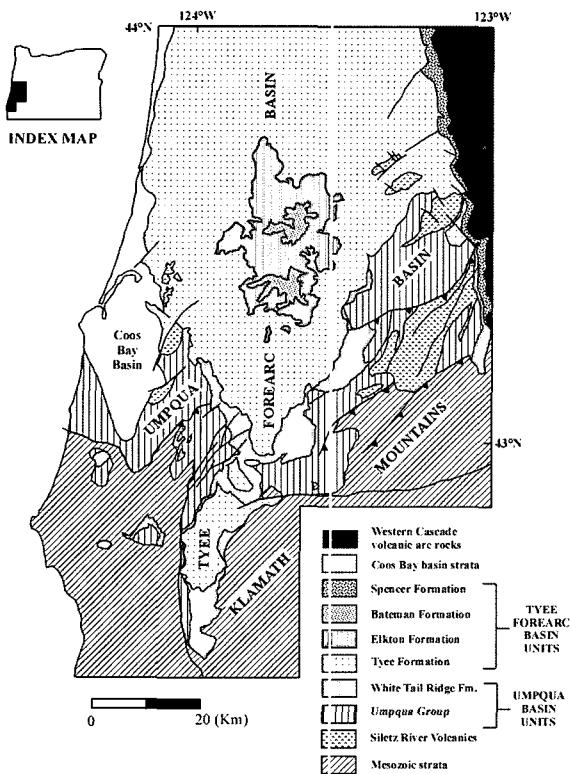 124°W
123°W
44°N
INDEX MAP
BASIN
FOREARC
TYEE
BASIN
UMPQUA
Coos
Bay
Basin
43°N
MOUNTAINS
KLAMATH
Western Cascade
volcanic arc rocks
Coos Bay basin strata
Spencer Formation
Bateman Formation
Elkton Formation
Tyee Formation
TYEE
FOREARC
BASIN
UNITS
White Tail Ridge Fm.
Umpqua Group
UMPQUA
BASIN
UNITS
Siletz River Volcanics
Mesozoic strata
0
20 (Km)